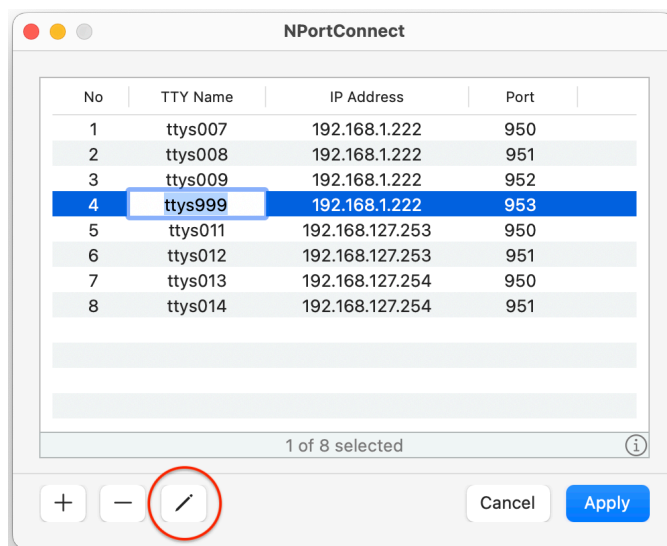 NPortConnect
No TTY Name IP Address Port
1 ttys007 192.168.1.222 950
2 ttys008 192.168.1.222 951
3 ttys009 192.168.1.222 952
4 ttys999 192.168.1.222 953
5 ttys011 192.168.127.253 950
6 ttys012 192.168.127.253 951
7 ttys013 192.168.127.254 950
8 ttys014 192.168.127.254 951
1 of 8 selected
Cancel Apply